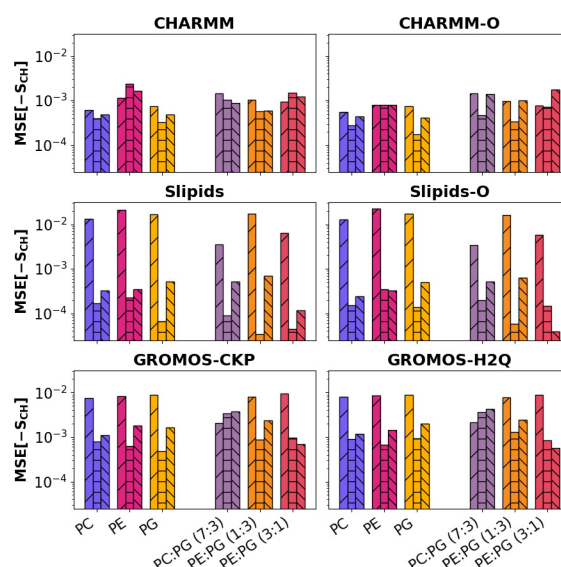 CHARMM
CHARMM-O
MSE[−S_CH]
10⁻²
10⁻³
10⁻⁴
Slipids
Slipids-O
MSE[−S_CH]
10⁻²
10⁻³
10⁻⁴
GROMOS-CKP
GROMOS-H2Q
MSE[−S_CH]
10⁻²
10⁻³
10⁻⁴
PC
PE
PG
PC:PG (7:3)
PE:PG (1:3)
PE:PG (3:1)
PC
PE
PG
PC:PG (7:3)
PE:PG (1:3)
PE:PG (3:1)